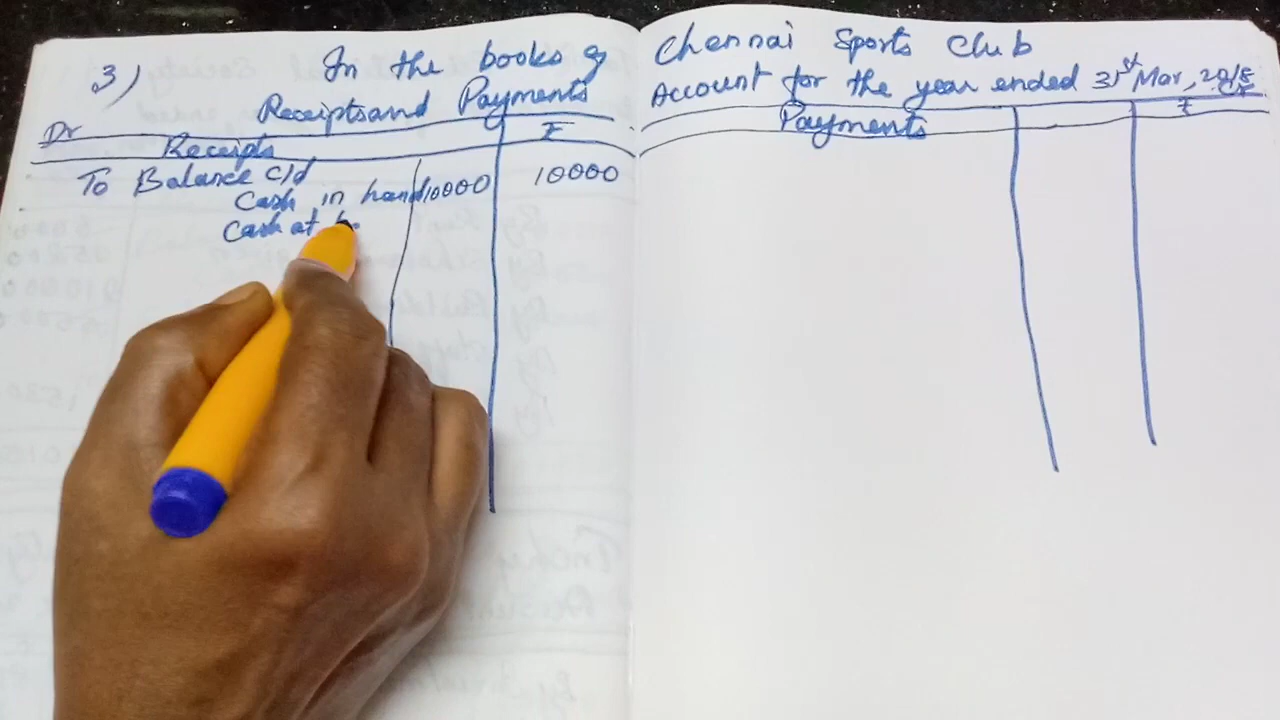 3) In the books of Chennai Sports Club
Receipts and Payments Account for the year ended 31st Mar, 2018
Dr Receipts ₹ Payments ₹ Cr
To Balance c/d 10000
Cash in hand 10000
Cash at b